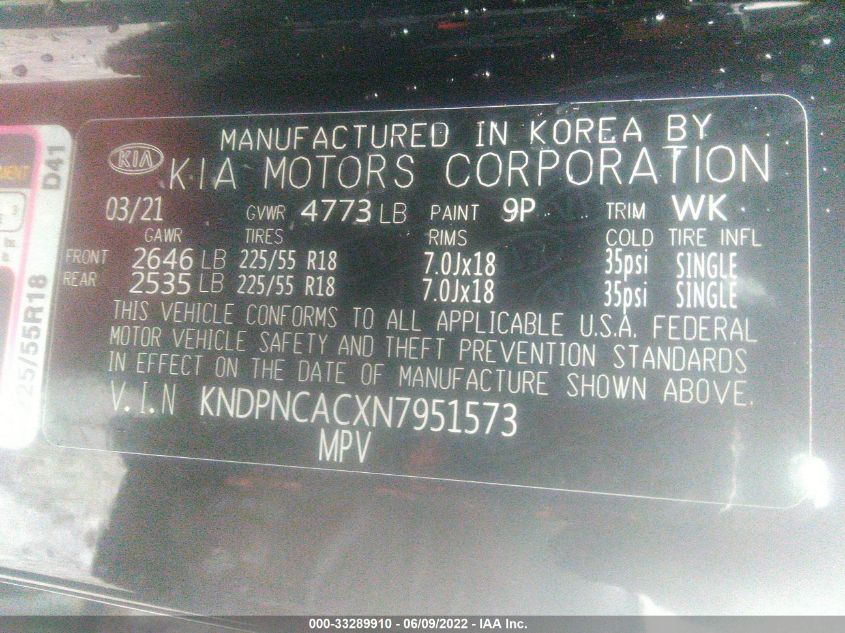 MANUFACTURED IN KOREA BY
KIA
KIA MOTORS CORPORATION
03/21 GVWR 4773 LB PAINT 9P TRIM WK
GAWR TIRES RIMS COLD TIRE INFL
FRONT 2646 LB 225/55 R18 7.0Jx18 35psi SINGLE
REAR 2535 LB 225/55 R18 7.0Jx18 35psi SINGLE
THIS VEHICLE CONFORMS TO ALL APPLICABLE U.S.A. FEDERAL
MOTOR VEHICLE SAFETY AND THEFT PREVENTION STANDARDS
IN EFFECT ON THE DATE OF MANUFACTURE SHOWN ABOVE.
V.I.N KNDPNCACXN7951573
MPV
D41
225/55R18
000-33289910 - 06/09/2022 - IAA Inc.